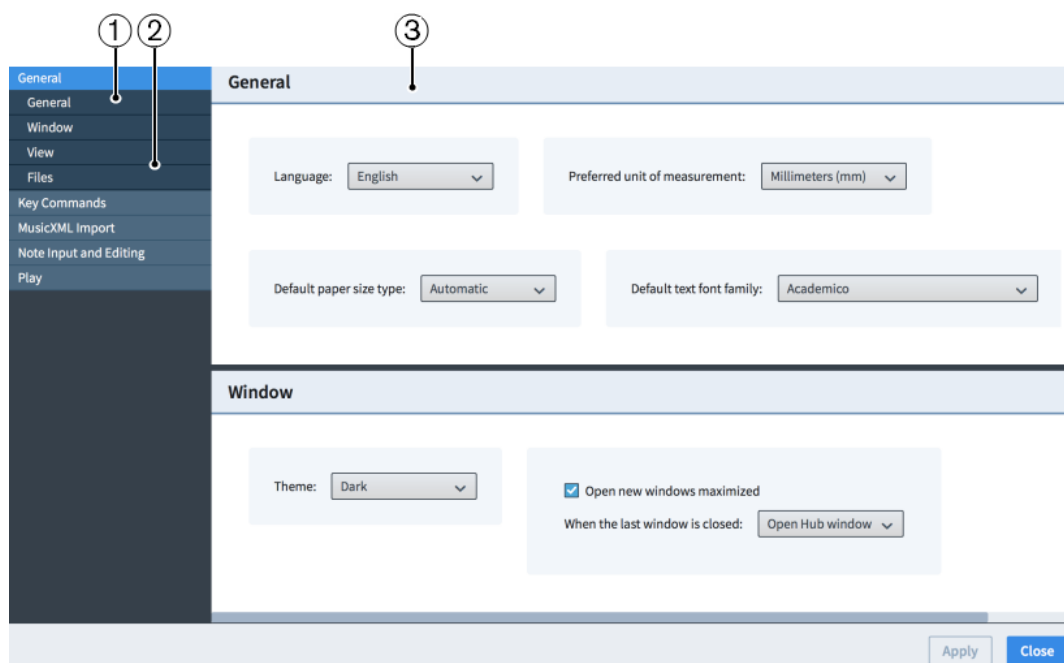 ① ② ③
General
General
Window
View
Files
Key Commands
MusicXML Import
Note Input and Editing
Play
General
Language: English Preferred unit of measurement: Millimeters (mm)
Default paper size type: Automatic Default text font family: Academico
Window
Theme: Dark
Open new windows maximized
When the last window is closed: Open Hub window
Apply Close